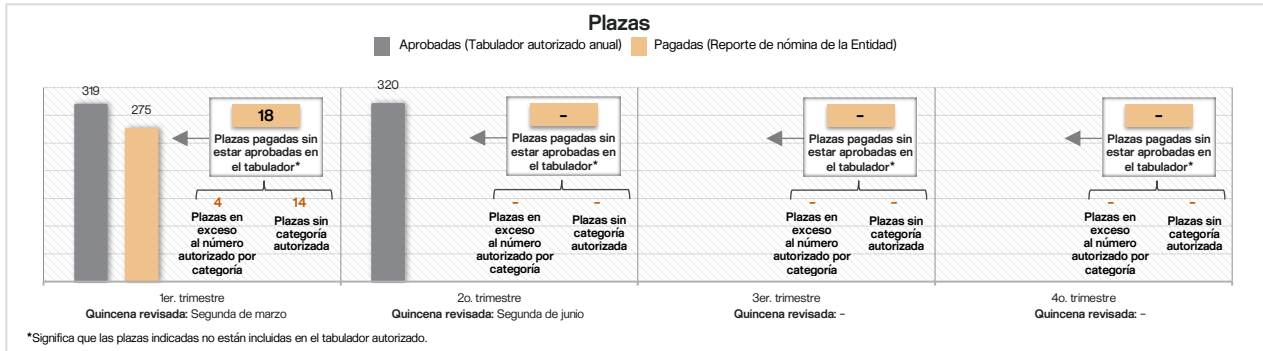 Plazas
Aprobadas (Tabulador autorizado anual) Pagadas (Reporte de nómina de la Entidad)
319
275
18
Plazas pagadas sin
estar aprobadas en
el tabulador*
4
Plazas en
exceso
al número
autorizado por
categoría
14
Plazas sin
categoría
autorizada
1er. trimestre
Quincena revisada: Segunda de marzo
320
-
Plazas pagadas sin
estar aprobadas en
el tabulador*
-
Plazas en
exceso
al número
autorizado por
categoría
-
Plazas sin
categoría
autorizada
2o. trimestre
Quincena revisada: Segunda de junio
-
Plazas pagadas sin
estar aprobadas en
el tabulador*
-
Plazas en
exceso
al número
autorizado por
categoría
-
Plazas sin
categoría
autorizada
3er. trimestre
Quincena revisada: -
-
Plazas pagadas sin
estar aprobadas en
el tabulador*
-
Plazas en
exceso
al número
autorizado por
categoría
-
Plazas sin
categoría
autorizada
4o. trimestre
Quincena revisada: -
*Significa que las plazas indicadas no están incluidas en el tabulador autorizado.